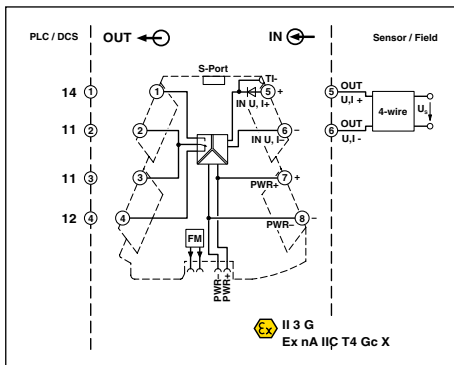 PLC / DCS
OUT
IN
Sensor / Field
S-Port
TI-
14
1
1
5
+
IN U, I+
5
OUT
U,I +
4-wire
Us
11
2
2
6
–
IN U, I–
6
OUT
U,I -
11
3
3
7
+
PWR+
12
4
4
8
–
PWR–
FM
PWR-
PWR+
Ex
II 3 G
Ex nA IIC T4 Gc X